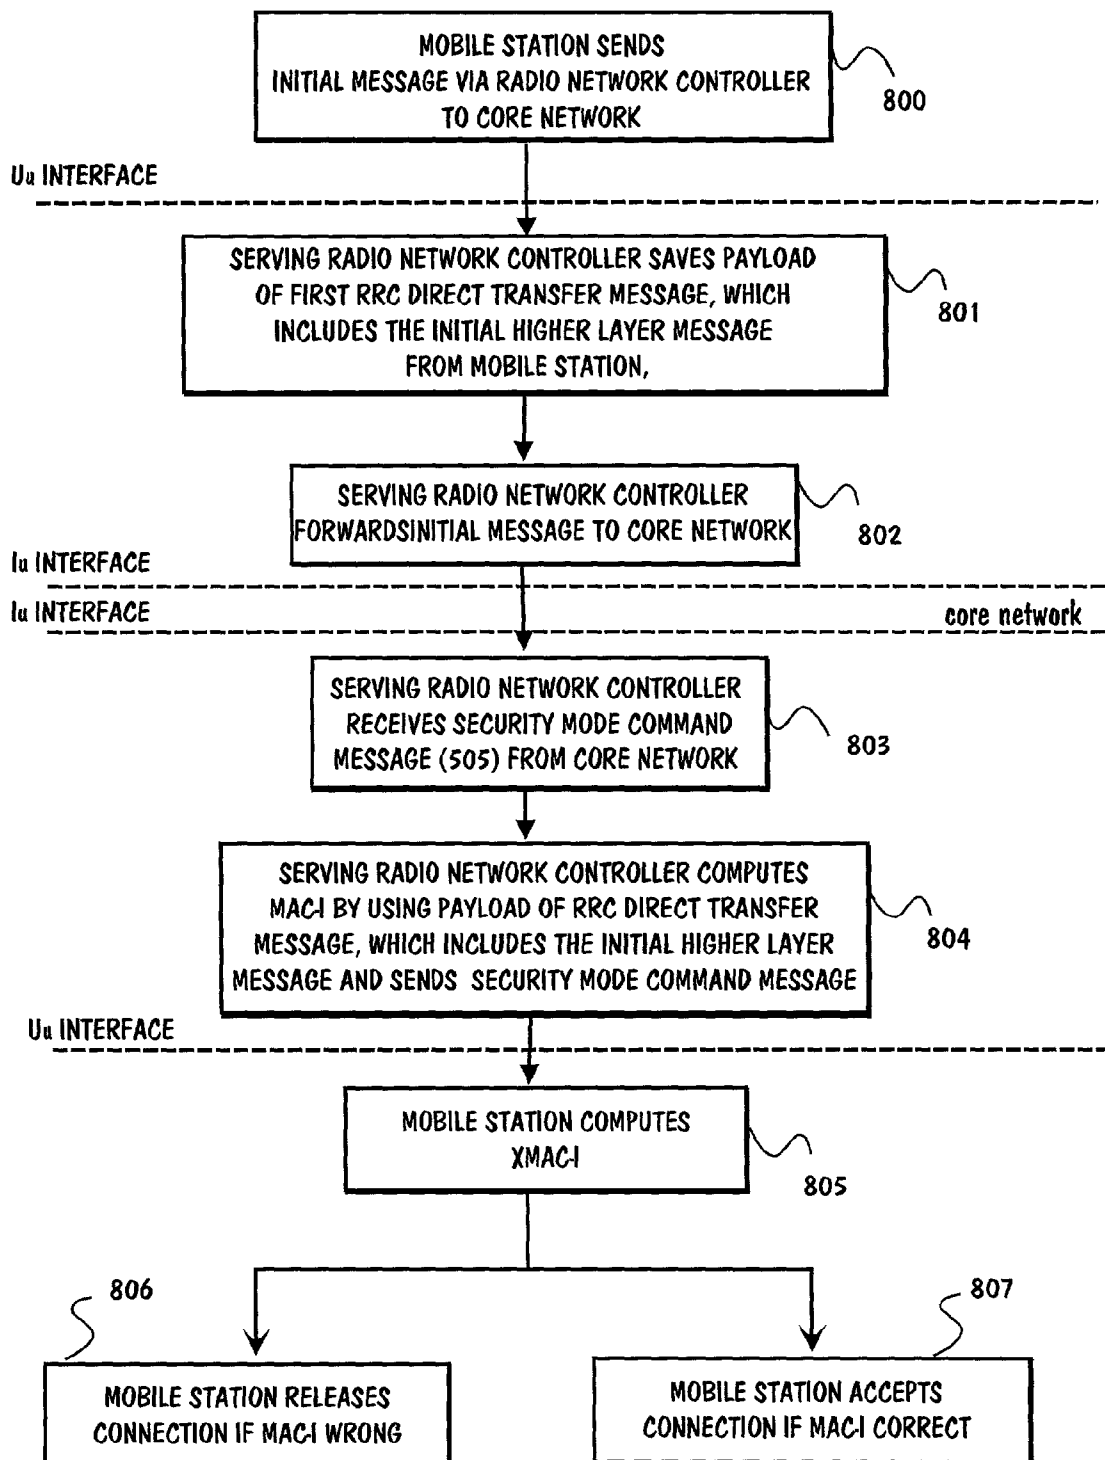 MOBILE STATION SENDS
INITIAL MESSAGE VIA RADIO NETWORK CONTROLLER
TO CORE NETWORK
800
Uu INTERFACE
SERVING RADIO NETWORK CONTROLLER SAVES PAYLOAD
OF FIRST RRC DIRECT TRANSFER MESSAGE, WHICH
INCLUDES THE INITIAL HIGHER LAYER MESSAGE
FROM MOBILE STATION,
801
SERVING RADIO NETWORK CONTROLLER
FORWARDSINITIAL MESSAGE TO CORE NETWORK
802
Iu INTERFACE
Iu INTERFACE
core network
SERVING RADIO NETWORK CONTROLLER
RECEIVES SECURITY MODE COMMAND
MESSAGE (505) FROM CORE NETWORK
803
SERVING RADIO NETWORK CONTROLLER COMPUTES
MAC-I BY USING PAYLOAD OF RRC DIRECT TRANSFER
MESSAGE, WHICH INCLUDES THE INITIAL HIGHER LAYER
MESSAGE AND SENDS SECURITY MODE COMMAND MESSAGE
804
Uu INTERFACE
MOBILE STATION COMPUTES
XMAC-I
805
806
MOBILE STATION RELEASES
CONNECTION IF MAC-I WRONG
807
MOBILE STATION ACCEPTS
CONNECTION IF MAC-I CORRECT